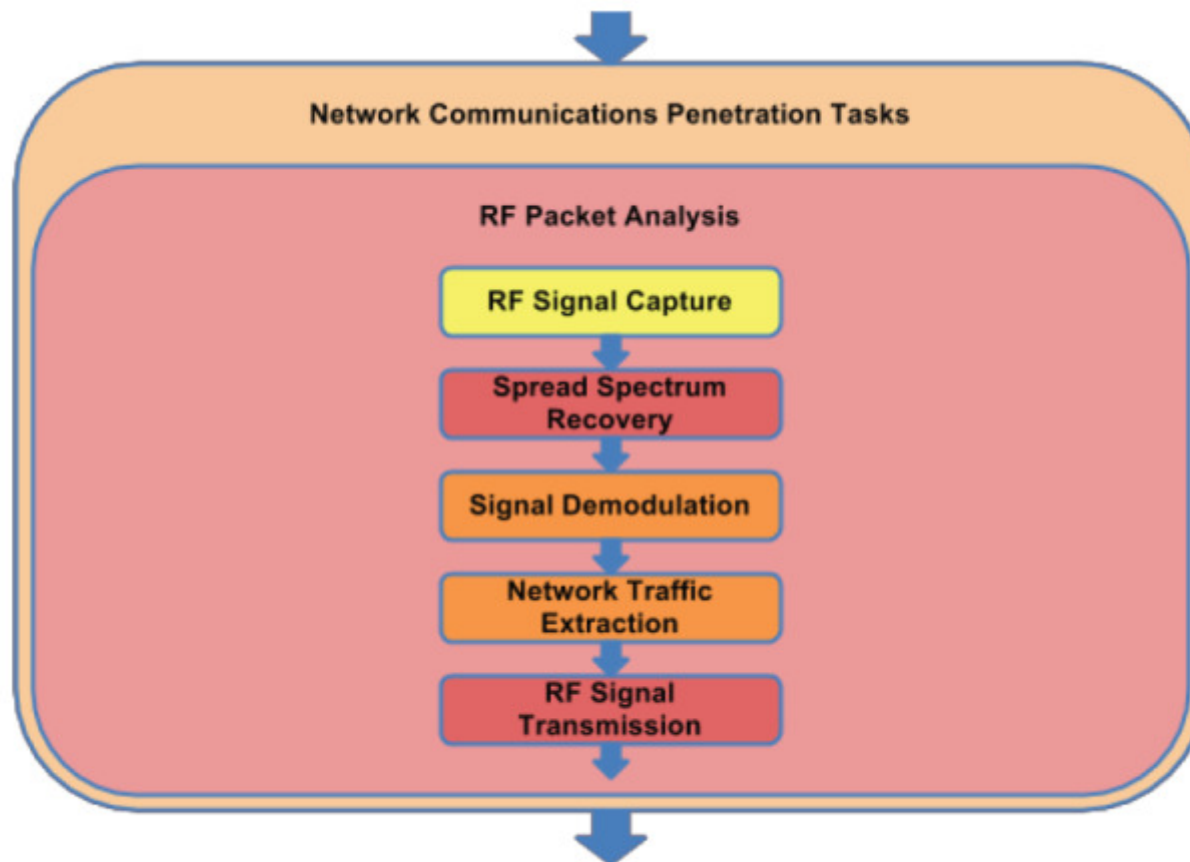 Network Communications Penetration Tasks
RF Packet Analysis
RF Signal Capture
Spread Spectrum
Recovery
Signal Demodulation
Network Traffic
Extraction
RF Signal
Transmission